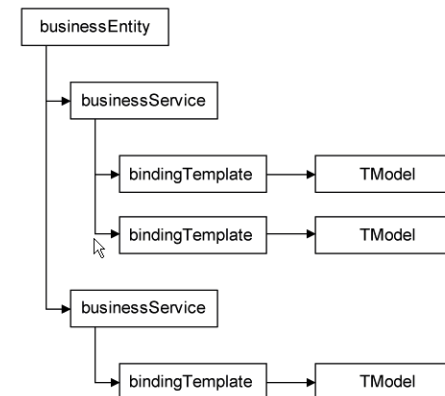 businessEntity
businessService
bindingTemplate TModel
bindingTemplate TModel
businessService
bindingTemplate TModel